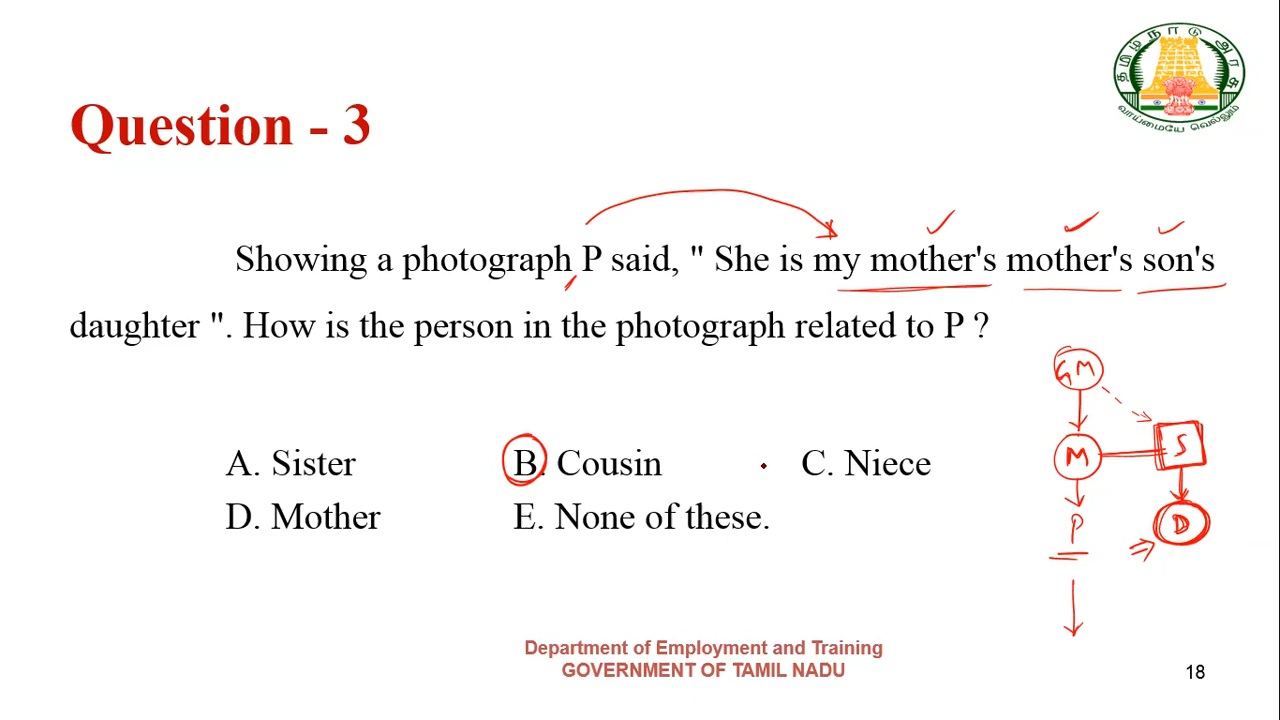 தமிழ்நாடு அரசு
வாய்மையே வெல்லும்
Question - 3
Showing a photograph P said, " She is my mother's mother's son's
daughter ". How is the person in the photograph related to P ?
GM
M S
P D
A. Sister B. Cousin C. Niece
D. Mother E. None of these.
Department of Employment and Training
GOVERNMENT OF TAMIL NADU
18